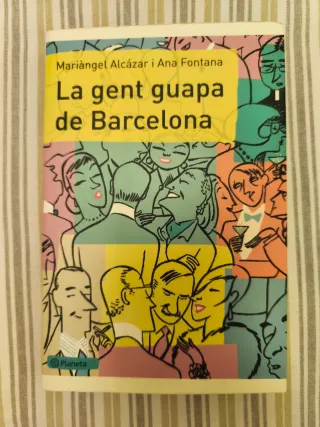 Mariàngel Alcázar i Ana Fontana
La gent guapa
de Barcelona
Planeta